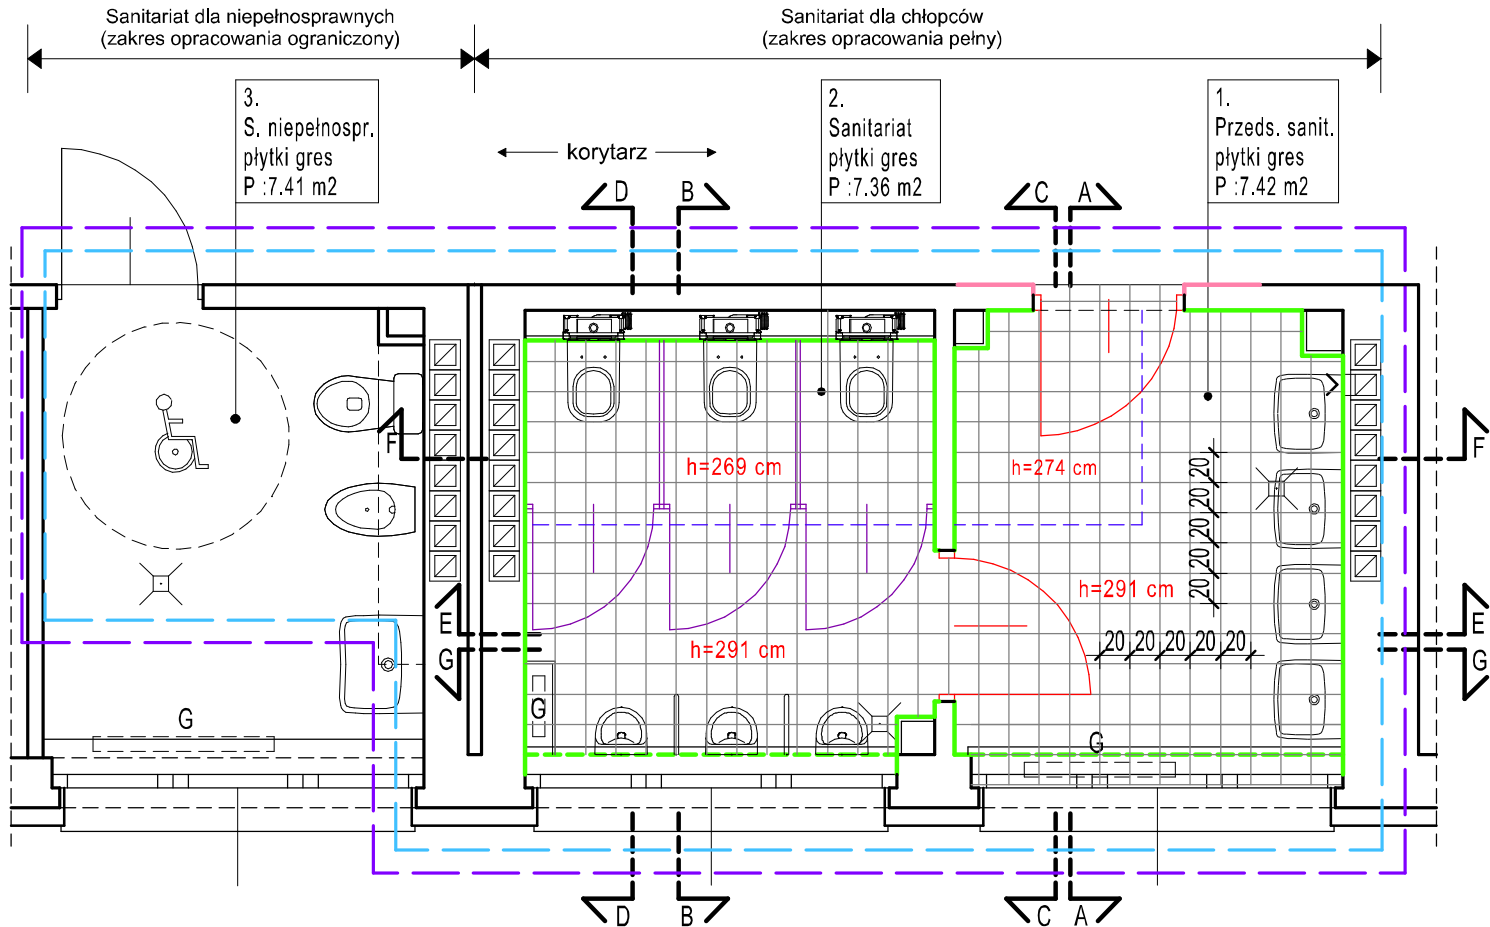 Sanitariat dla niepełnosprawnych
(zakres opracowania ograniczony)
Sanitariat dla chłopców
(zakres opracowania pełny)
3.
S. niepełnospr.
płytki gres
P :7.41 m2
korytarz
2.
Sanitariat
płytki gres
P :7.36 m2
1.
Przeds. sanit.
płytki gres
P :7.42 m2
D
B
C
A
F
h=269 cm
h=274 cm
F
20
20
20
20
20
h=291 cm
E
G
h=291 cm
20
20
20
20
20
E
G
G
G
G
D
B
C
A